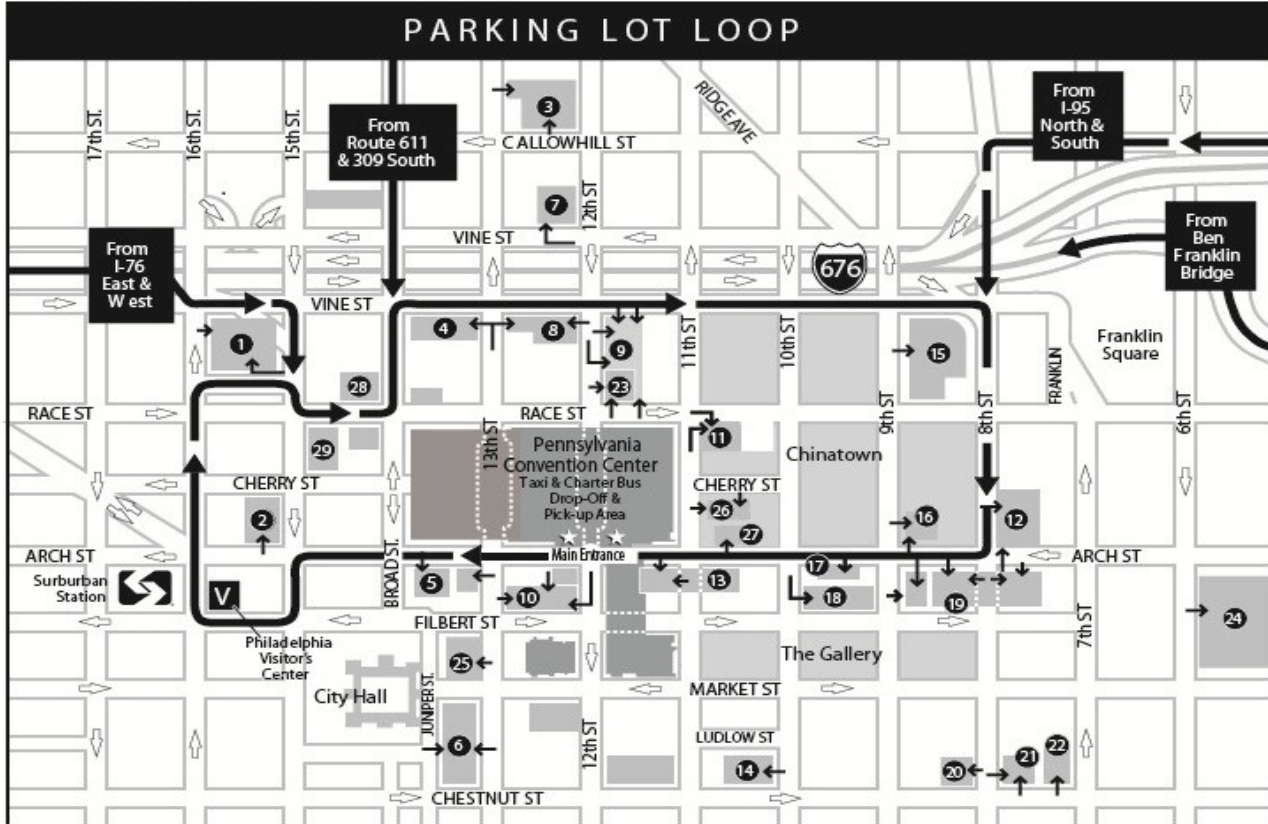 PARKING LOT LOOP
17th ST.
16th ST.
15th ST.
From
Route 611
& 309 South
3
CALLOWHILL ST
RIDGE AVE
From
I-95
North &
South
7
12th ST
VINE ST
From
I-76
East &
West
676
From
Ben
Franklin
Bridge
VINE ST
1
4
8
9
11th ST
10th ST
15
Franklin
Square
28
23
FRANKLIN
RACE ST
RACE ST
9th ST
8th ST
6th ST
29
13th ST
Pennsylvania
Convention Center
Taxi & Charter Bus
Drop-Off &
Pick-up Area
11
Chinatown
CHERRY ST
CHERRY ST
2
26
27
16
12
ARCH ST
BROAD ST.
Main Entrance
ARCH ST
Surburban
Station
V
5
10
13
17
18
19
24
FILBERT ST
7th ST
Philadelphia
Visitor's
Center
25
The Gallery
City Hall
JUNIPER ST.
MARKET ST
6
12th ST
LUDLOW ST
14
20
21
22
CHESTNUT ST